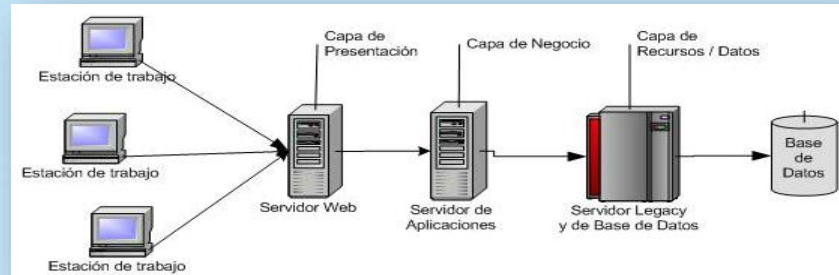 Capa de
Presentación
Capa de Negocio
Capa de
Recursos / Datos
Estación de trabajo
Estación de trabajo
Estación de trabajo
Servidor Web
Servidor de
Aplicaciones
Servidor Legacy
y de Base de Datos
Base
de
Datos